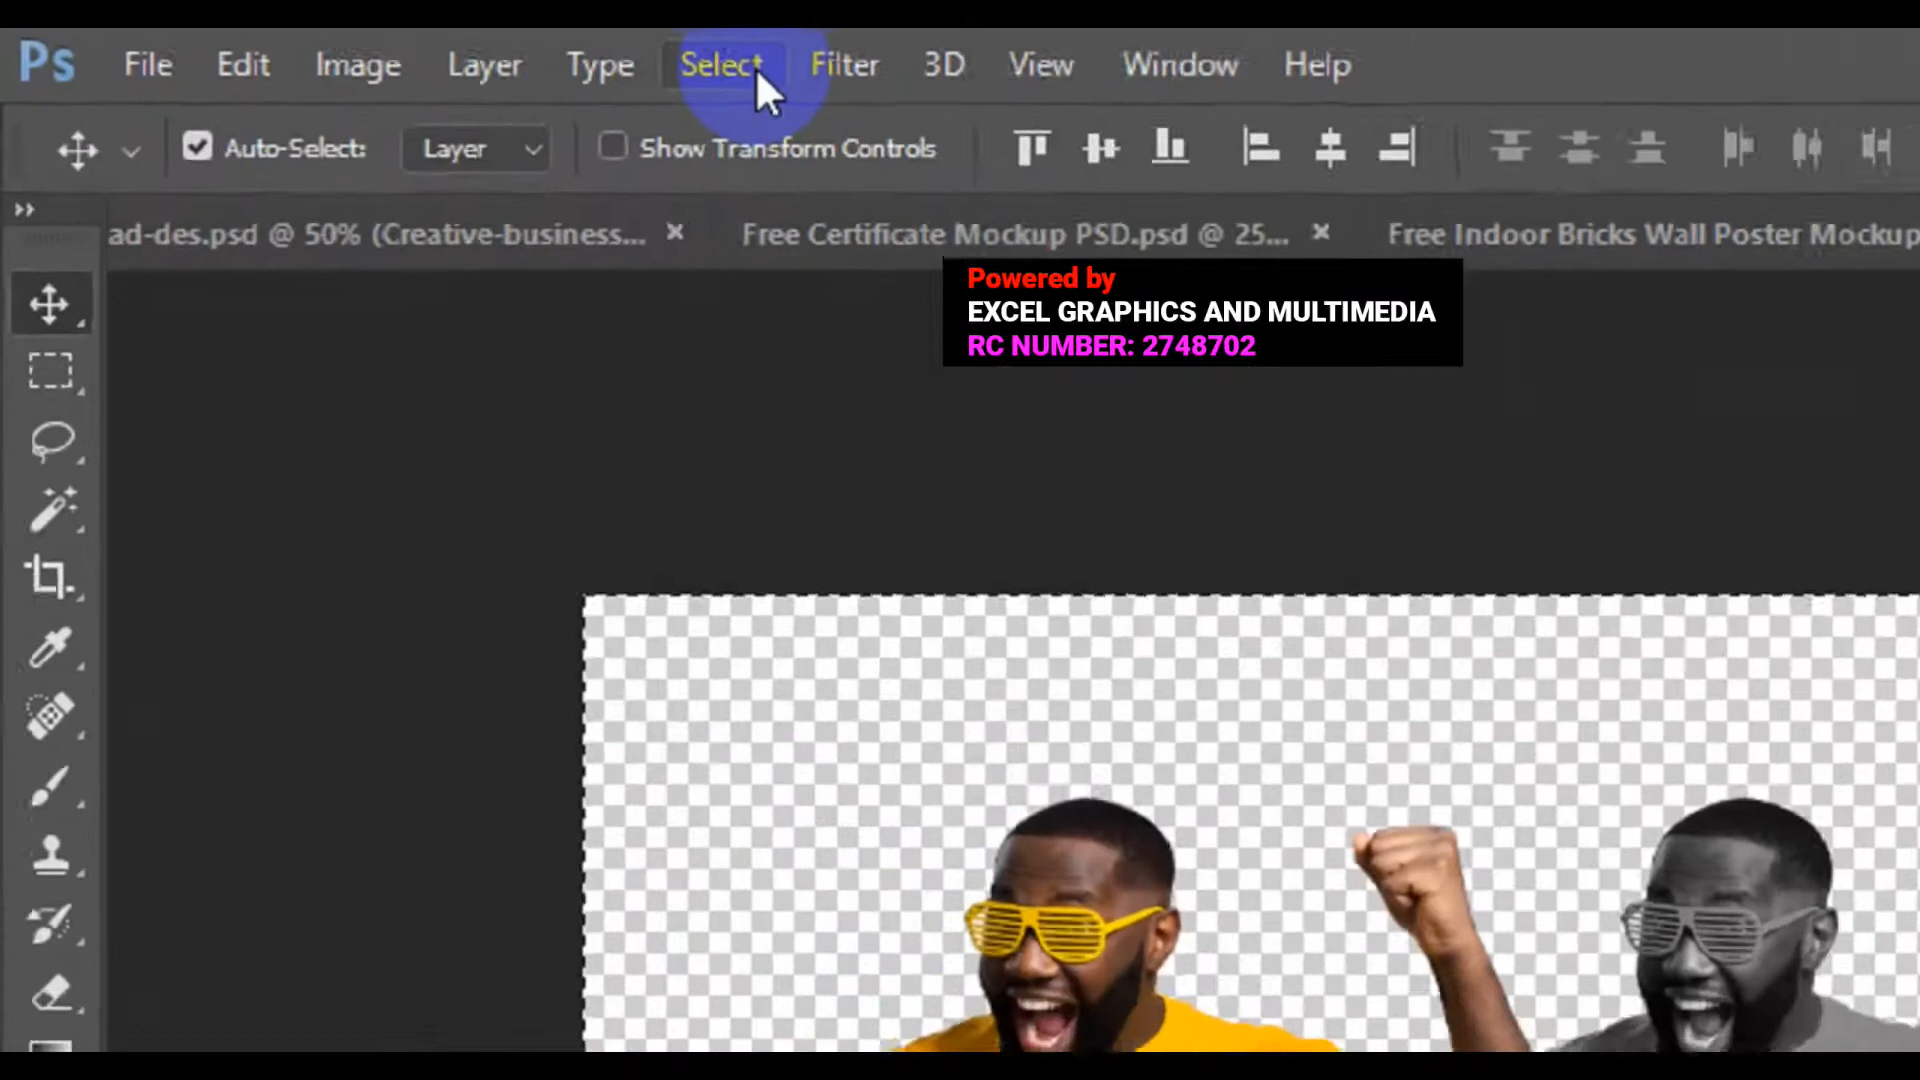 Ps File Edit Image Layer Type Select Filter 3D View Window Help
Auto-Select: Layer Show Transform Controls
ad-des.psd @ 50% (Creative-business... × Free Certificate Mockup PSD.psd @ 25... × Free Indoor Bricks Wall Poster Mockup
Powered by
EXCEL GRAPHICS AND MULTIMEDIA
RC NUMBER: 2748702